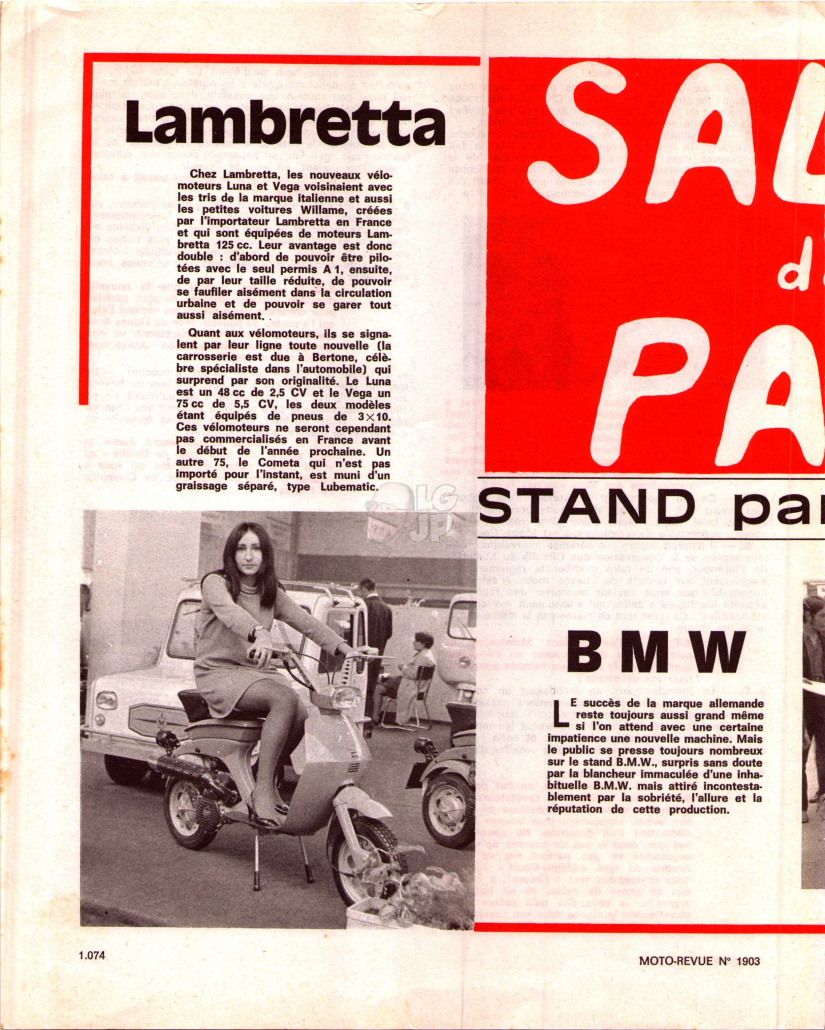 Lambretta
Chez Lambretta, les nouveaux vélo-
moteurs Luna et Vega voisinaient avec
les tris de la marque italienne et aussi
les petites voitures Willame, créées
par l'importateur Lambretta en France
et qui sont équipées de moteurs Lam-
bretta 125 cc. Leur avantage est donc
double : d'abord de pouvoir être pilo-
tées avec le seul permis A 1, ensuite,
de par leur taille réduite, de pouvoir
se faufiler aisément dans la circulation
urbaine et de pouvoir se garer tout
aussi aisément.
Quant aux vélomoteurs, ils se signa-
lent par leur ligne toute nouvelle (la
carrosserie est due à Bertone, célè-
bre spécialiste dans l'automobile) qui
surprend par son originalité. Le Luna
est un 48 cc de 2,5 CV et le Vega un
75 cc de 5,5 CV, les deux modèles
étant équipés de pneus de 3×10.
Ces vélomoteurs ne seront cependant
pas commercialisés en France avant
le début de l'année prochaine. Un
autre 75, le Cometa qui n'est pas
importé pour l'instant, est muni d'un
graissage séparé, type Lubematic.
SAL
d
PA
STAND par
LG
JP
BMW
LE succès de la marque allemande
reste toujours aussi grand même
si l'on attend avec une certaine
impatience une nouvelle machine. Mais
le public se presse toujours nombreux
sur le stand B.M.W., surpris sans doute
par la blancheur immaculée d'une inha-
bituelle B.M.W. mais attiré incontesta-
blement par la sobriété, l'allure et la
réputation de cette production.
1.074
MOTO-REVUE N° 1903